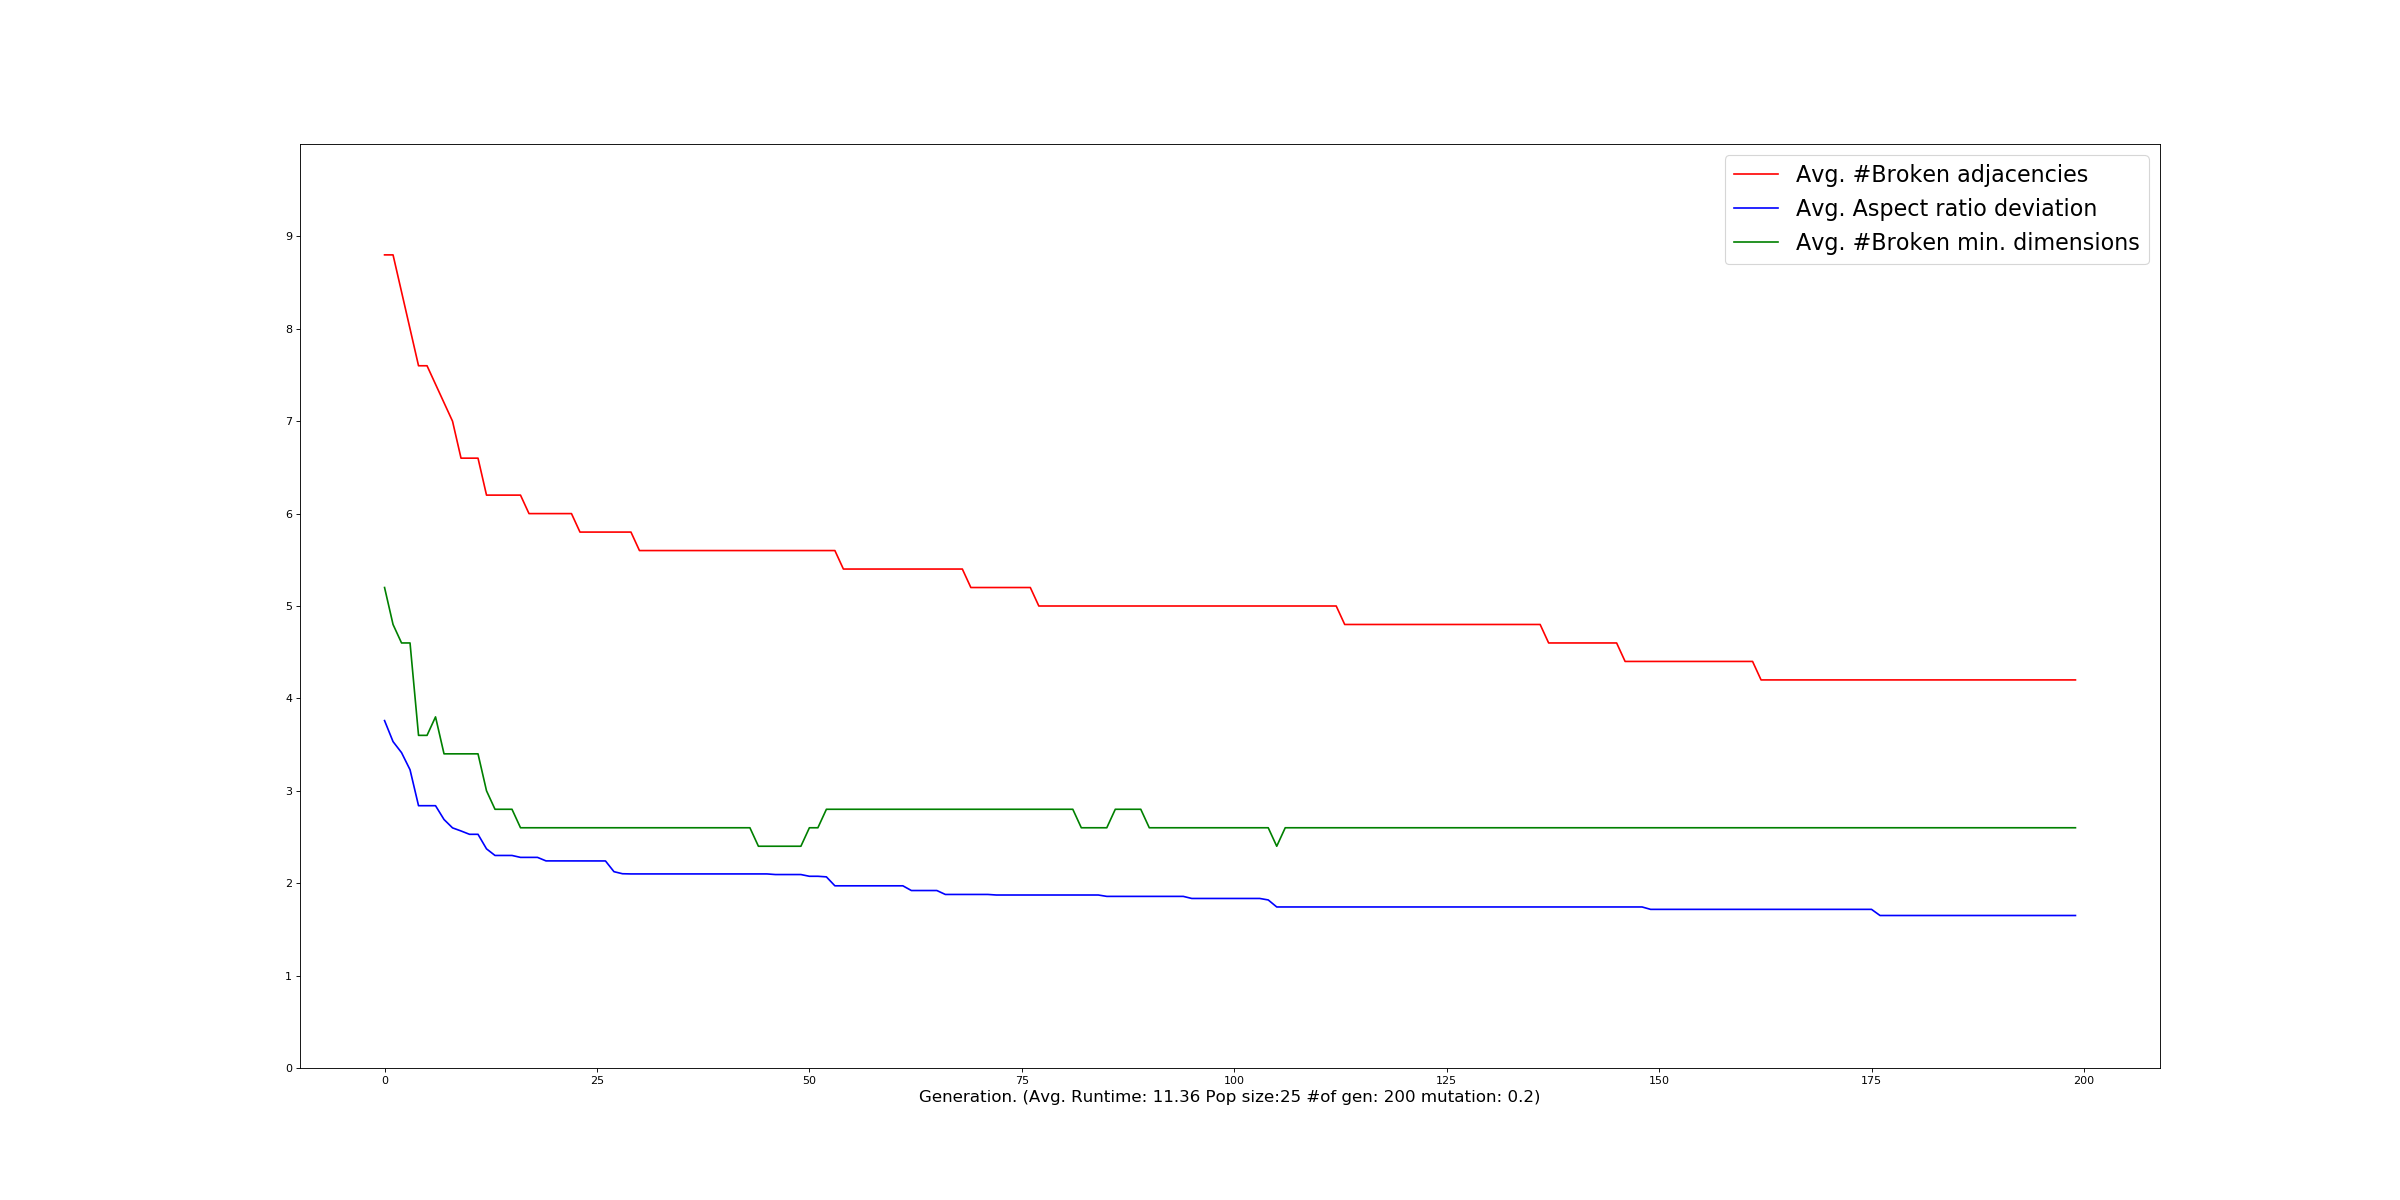 Avg. #Broken adjacencies
Avg. Aspect ratio deviation
Avg. #Broken min. dimensions
9
8
7
6
5
4
3
2
1
0
0 25 50 75 100 125 150 175 200
Generation. (Avg. Runtime: 11.36 Pop size:25 #of gen: 200 mutation: 0.2)